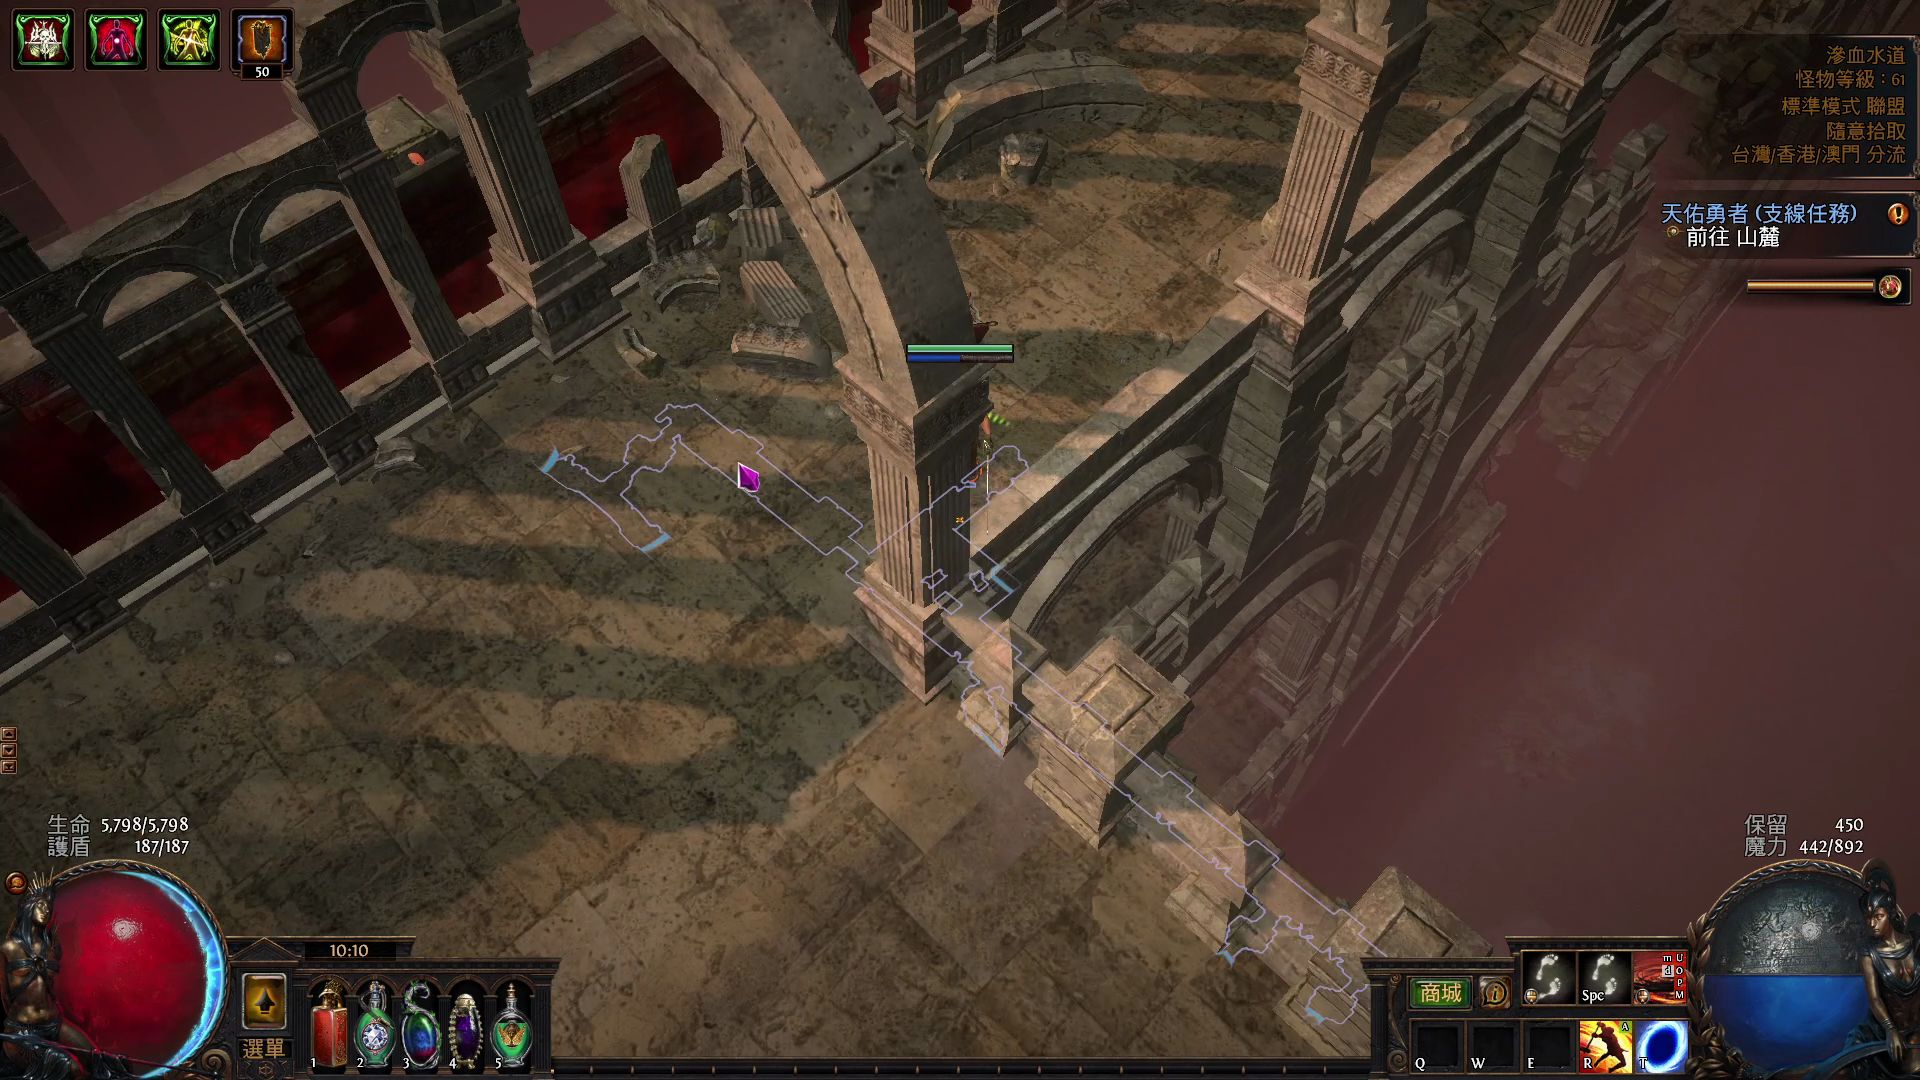 50
滲血水道
怪物等級：61
標準模式 聯盟
隨意拾取
台灣/香港/澳門 分流
天佑勇者 (支線任務)
前往 山麓
生命 5,798/5,798
護盾 187/187
保留 450
魔力 442/892
10:10
選單
1 2 3 4 5
商城
Spc
m U
d O
P
M
Q W E R A T